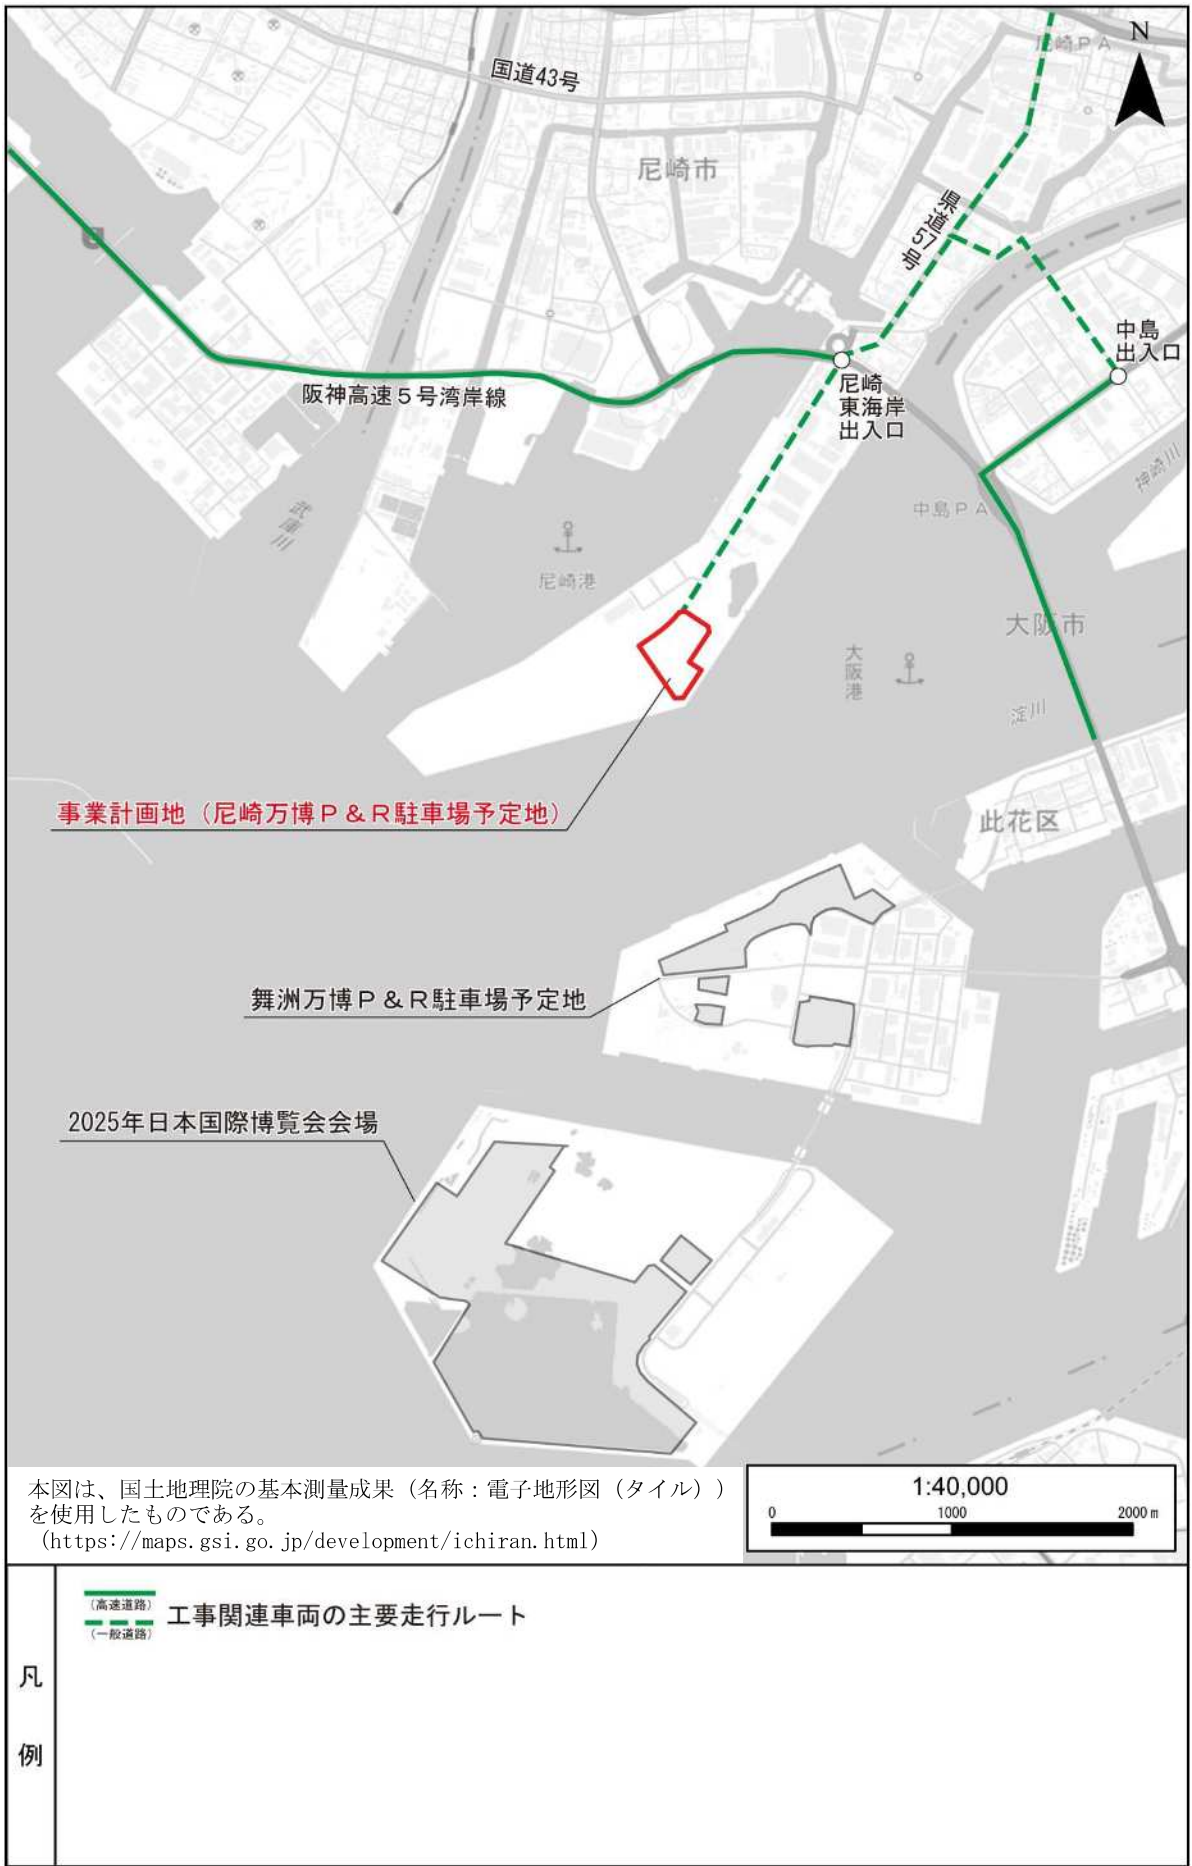 N
尼崎ＰＡ
国道43号
尼崎市
県道57号
中島
出入口
尼崎
東海岸
出入口
阪神高速５号湾岸線
神崎川
中島ＰＡ
武庫川
尼崎港
大阪市
大阪港
淀川
事業計画地（尼崎万博Ｐ＆Ｒ駐車場予定地）
此花区
舞洲万博Ｐ＆Ｒ駐車場予定地
2025年日本国際博覧会会場
本図は、国土地理院の基本測量成果（名称：電子地形図（タイル））
を使用したものである。
（https://maps.gsi.go.jp/development/ichiran.html）
1:40,000
0 1000 2000 m
凡例
（高速道路）
（一般道路）
工事関連車両の主要走行ルート